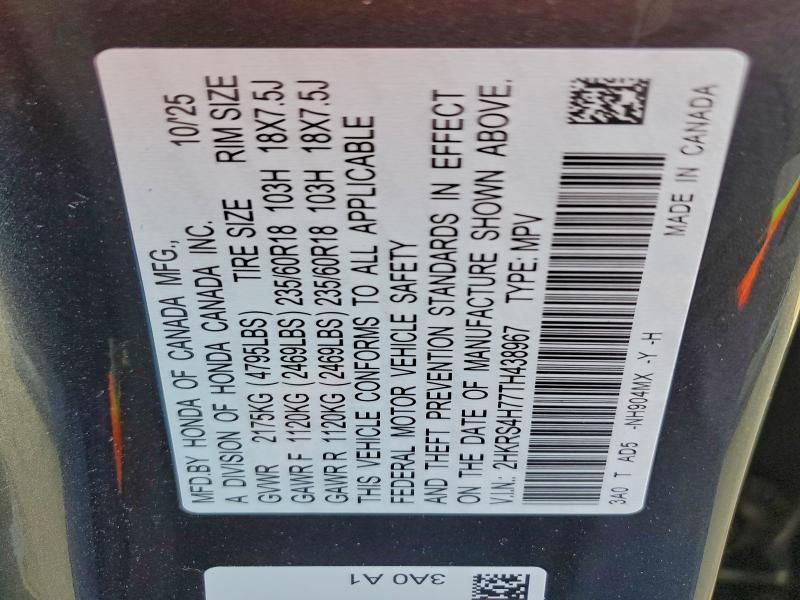 MFD.BY HONDA OF CANADA MFG., 10/25
A DIVISION OF HONDA CANADA INC.
GVWR 2175KG (4795LBS) TIRE SIZE RIM SIZE
GAWR F 1120KG (2469LBS) 235/60R18 103H 18X7.5J
GAWR R 1120KG (2469LBS) 235/60R18 103H 18X7.5J
THIS VEHICLE CONFORMS TO ALL APPLICABLE
FEDERAL MOTOR VEHICLE SAFETY
AND THEFT PREVENTION STANDARDS IN EFFECT
ON THE DATE OF MANUFACTURE SHOWN ABOVE.
V.I.N.: 2HKRS4H77TH438967 TYPE: MPV
3A0 T AD5 -NH904MX -Y -H
MADE IN CANADA
3A0 A1